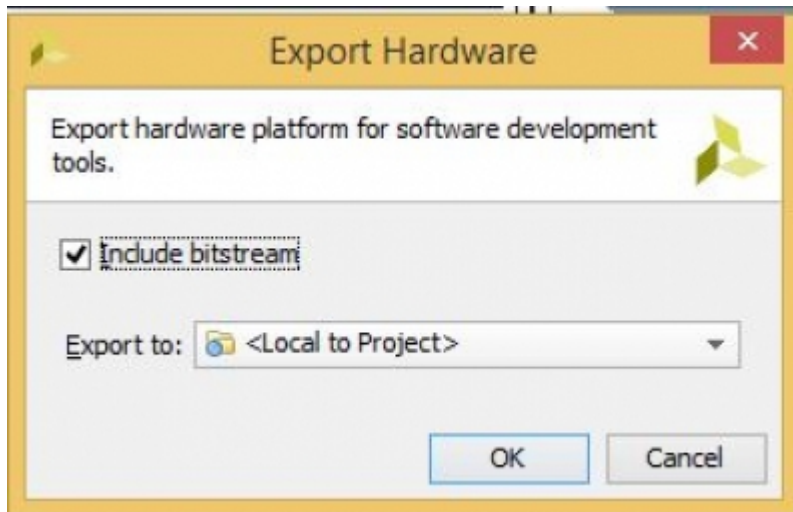 Export Hardware
Export hardware platform for software development
tools.
Include bitstream
Export to: <Local to Project>
OK Cancel